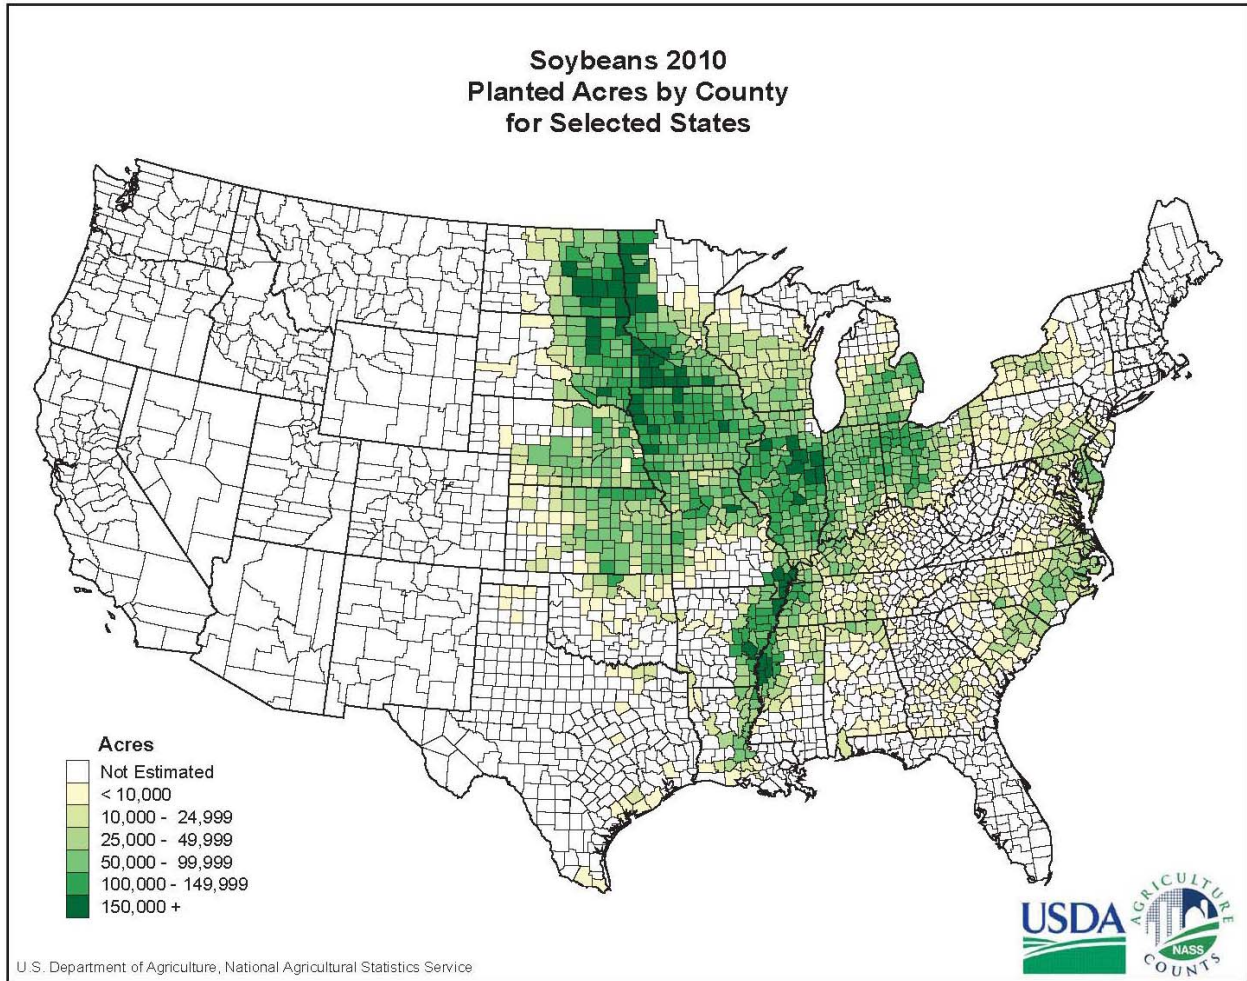 Soybeans 2010
Planted Acres by County
for Selected States
Acres
Not Estimated
< 10,000
10,000 - 24,999
25,000 - 49,999
50,000 - 99,999
100,000 - 149,999
150,000 +
U.S. Department of Agriculture, National Agricultural Statistics Service
USDA
AGRICULTURE
NASS
COUNTS